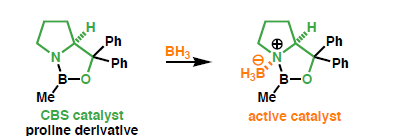 H
Ph
Ph
N
B–O
Me
CBS catalyst
proline derivative
BH3
H
Ph
Ph
⊕
N
⊖
H3B
B–O
Me
active catalyst